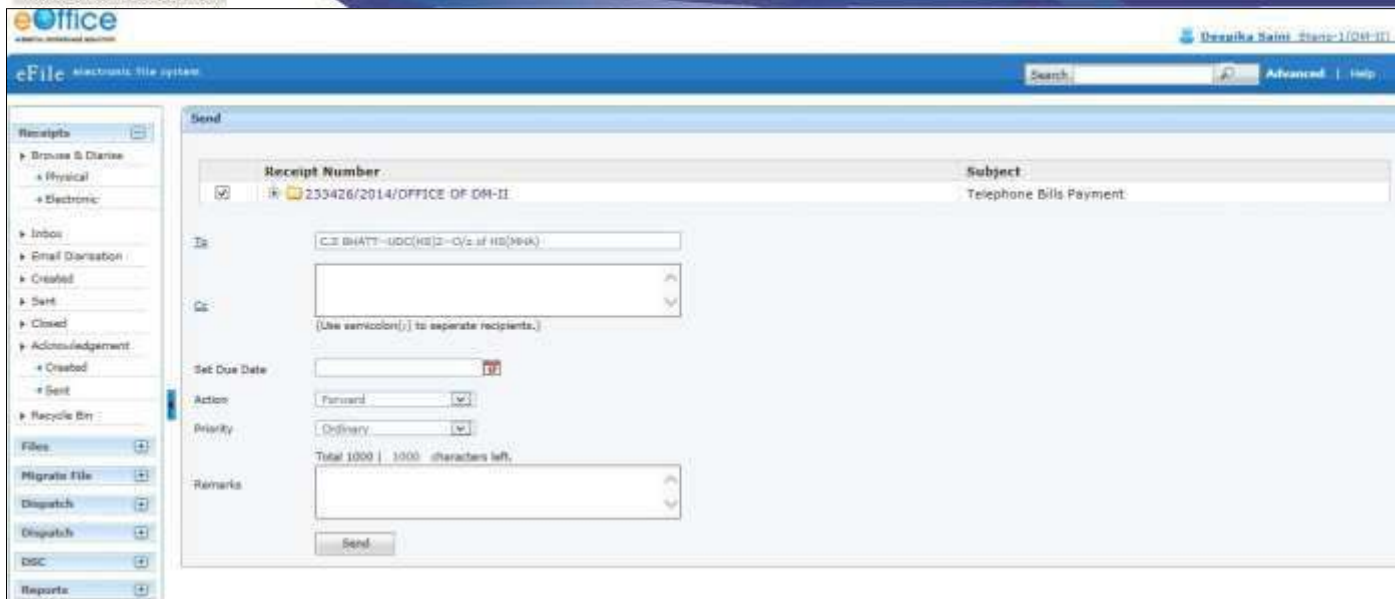 eOffice
Deepika Saini
eFile electronic file system
Search
Advanced | Help
Receipts
Browse & Diarise
Physical
Electronic
Inbox
Email Diarisation
Created
Sent
Closed
Acknowledgement
Created
Sent
Recycle Bin
Files
Migrate File
Dispatch
Dispatch
DSC
Reports
Send
Receipt Number Subject
233426/2014/OFFICE OF DM-II Telephone Bills Payment
To
Cc
(Use semicolon(;) to seperate recipients.)
Set Due Date
Action Forward
Priority Ordinary
Total 1000 | 1000 characters left.
Remarks
Send